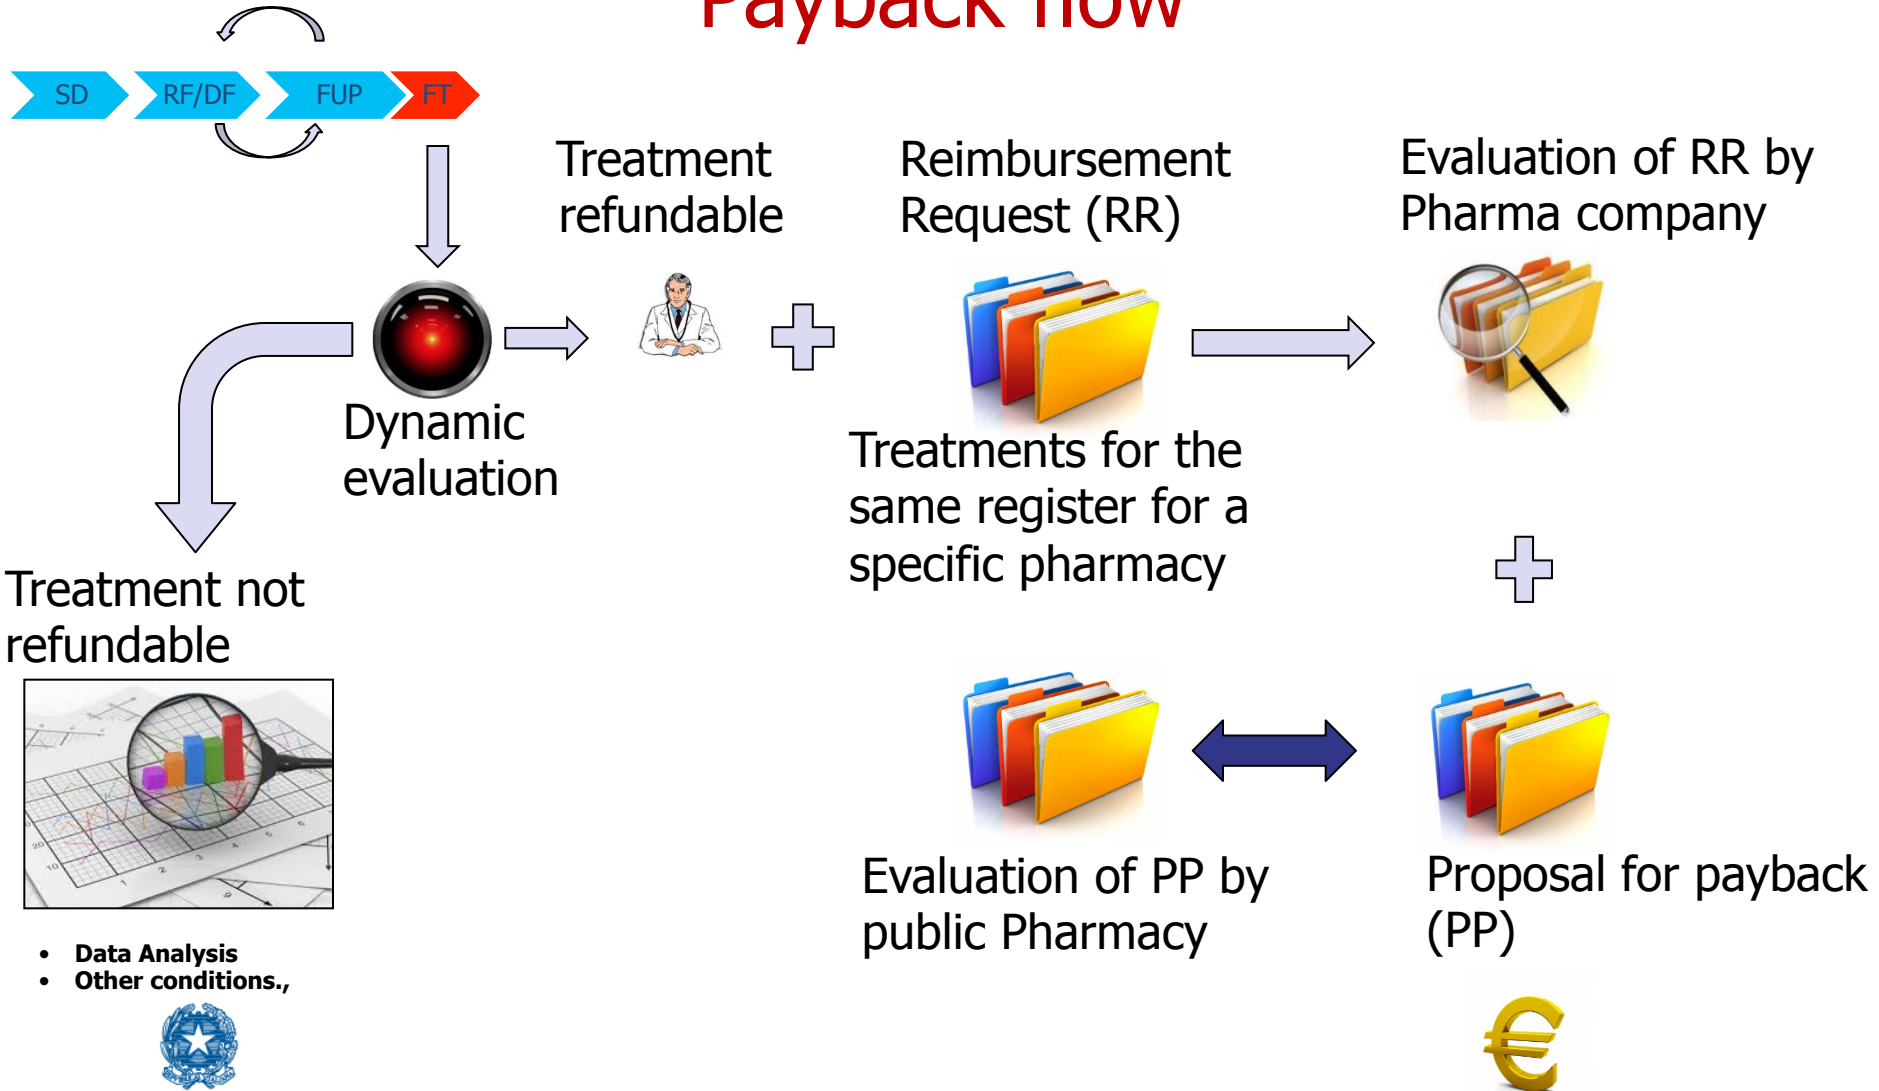 Payback flow
SD
RF/DF
FUP
FT
Treatment
refundable
Reimbursement
Request (RR)
Evaluation of RR by
Pharma company
Dynamic
evaluation
Treatments for the
same register for a
specific pharmacy
Treatment not
refundable
Evaluation of PP by
public Pharmacy
Proposal for payback
(PP)
• Data Analysis
• Other conditions.,